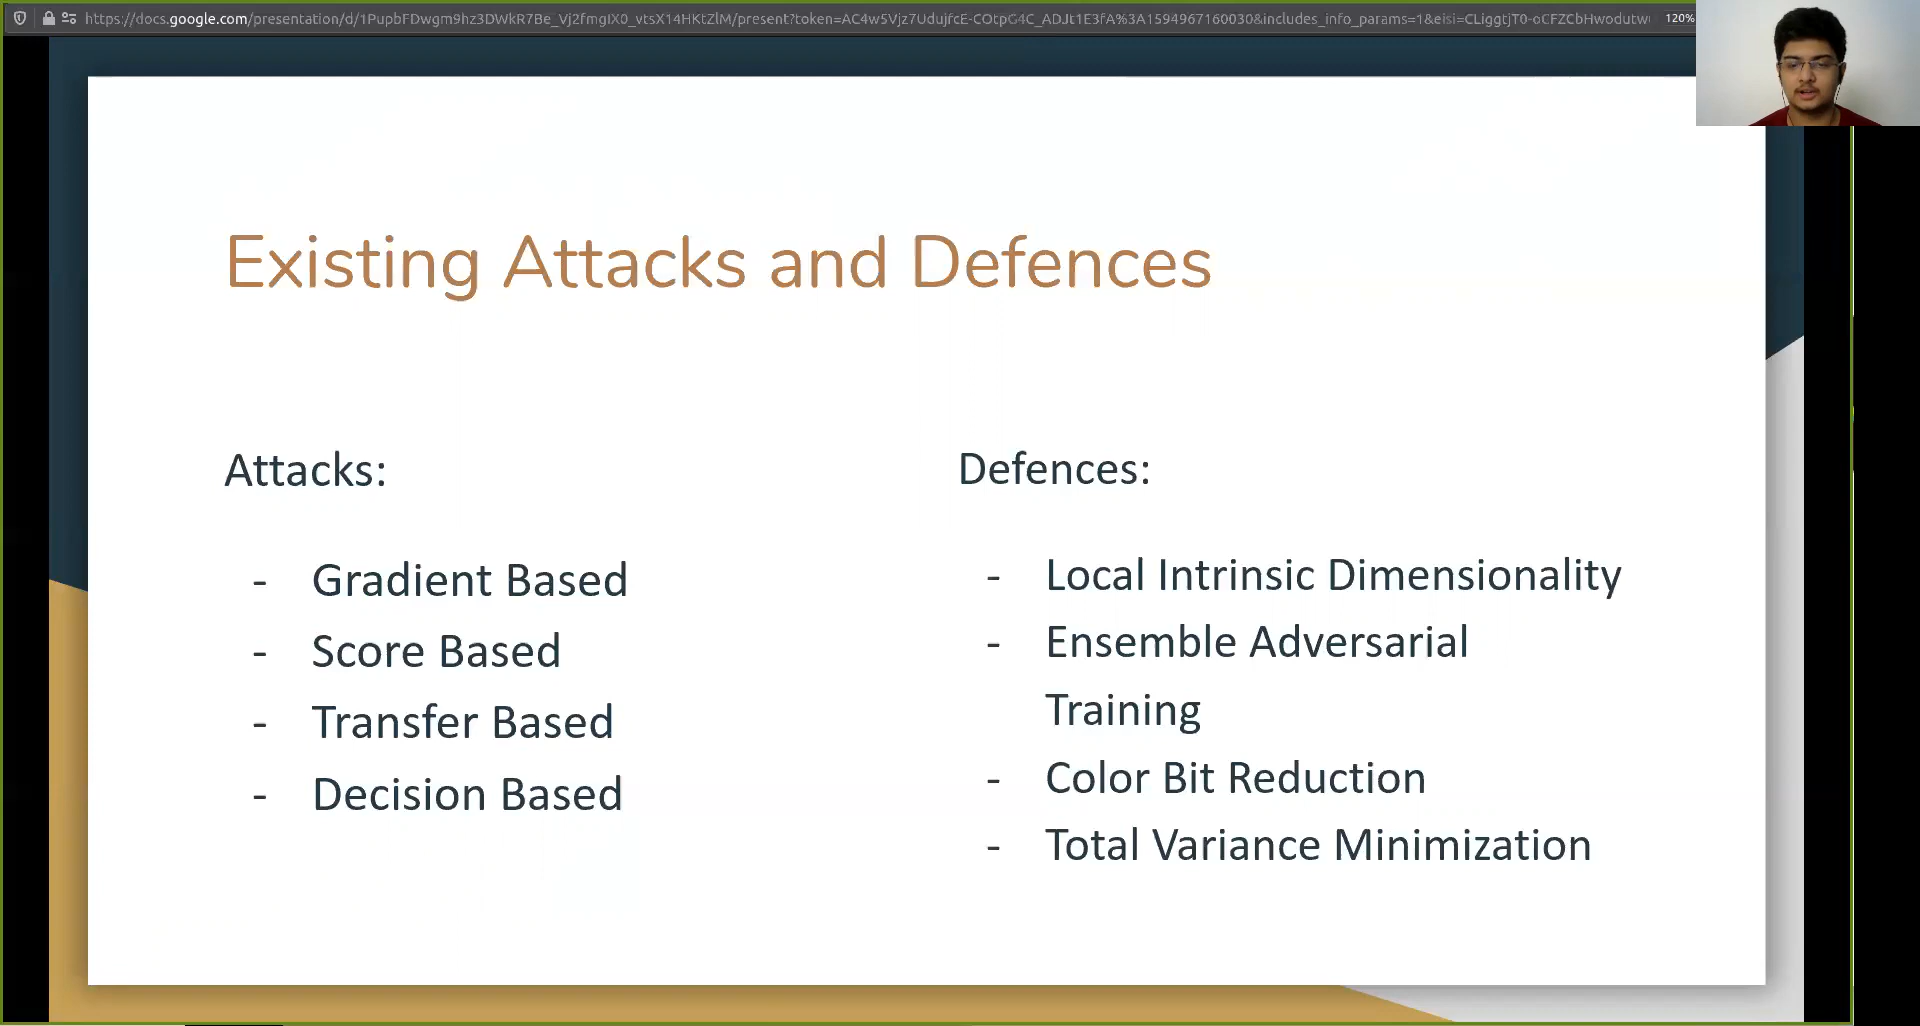 120%
Existing Attacks and Defences
Attacks:
- Gradient Based
- Score Based
- Transfer Based
- Decision Based
Defences:
- Local Intrinsic Dimensionality
- Ensemble Adversarial
Training
- Color Bit Reduction
- Total Variance Minimization